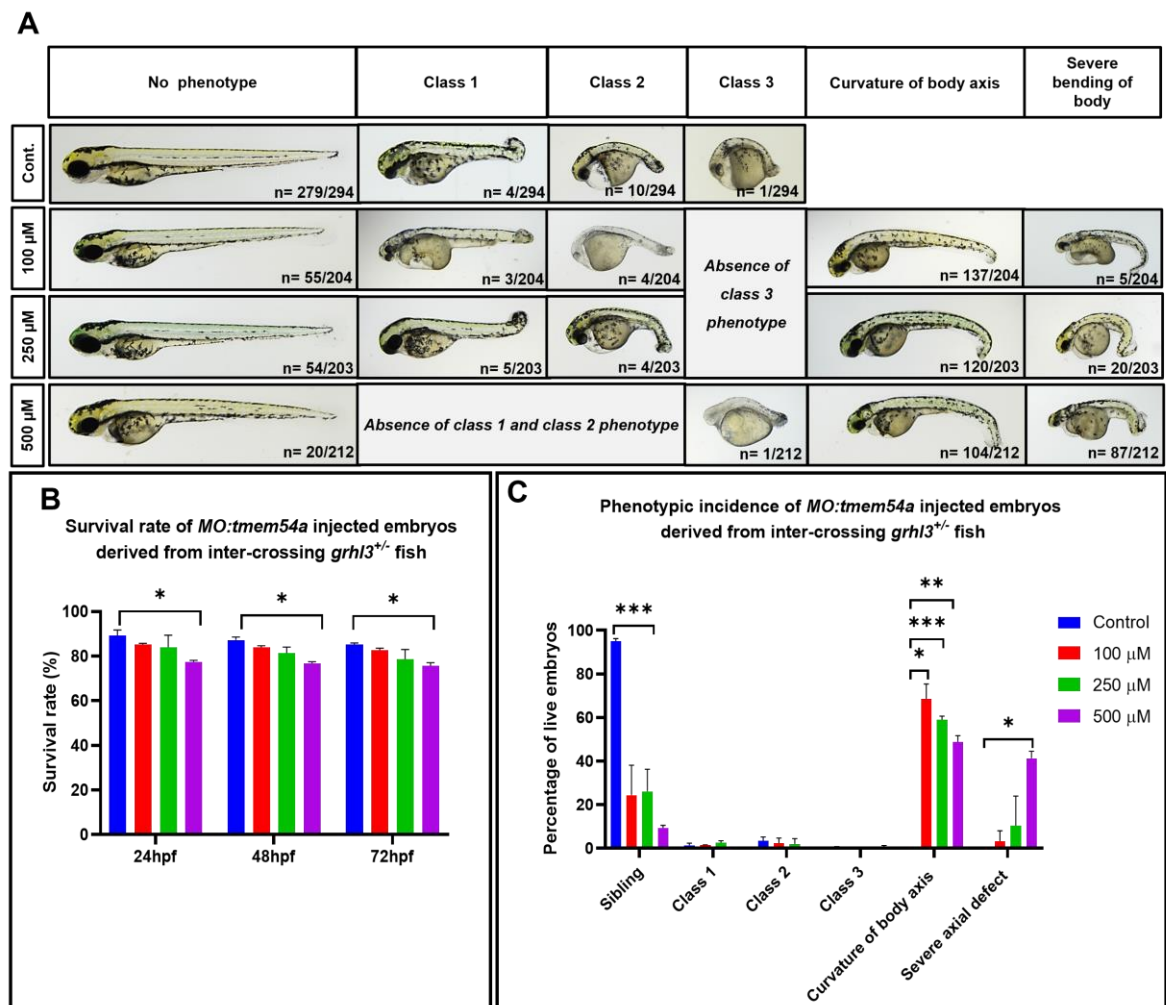 A
No phenotype
Class 1
Class 2
Class 3
Curvature of body axis
Severe
bending of
body
Cont.
n= 279/294
n= 4/294
n= 10/294
n= 1/294
100 µM
n= 55/204
n= 3/204
n= 4/204
Absence of
class 3
phenotype
n= 137/204
n= 5/204
250 µM
n= 54/203
n= 5/203
n= 4/203
n= 120/203
n= 20/203
500 µM
n= 20/212
Absence of class 1 and class 2 phenotype
n= 1/212
n= 104/212
n= 87/212
B
Survival rate of MO:tmem54a injected embryos
derived from inter-crossing grhl3+/- fish
Survival rate (%)
100
80
60
40
20
0
*
*
*
24hpf
48hpf
72hpf
C
Phenotypic incidence of MO:tmem54a injected embryos
derived from inter-crossing grhl3+/- fish
Percentage of live embryos
100
80
60
40
20
0
***
**
***
*
*
Sibling
Class 1
Class 2
Class 3
Curvature of body axis
Severe axial defect
Control
100 µM
250 µM
500 µM